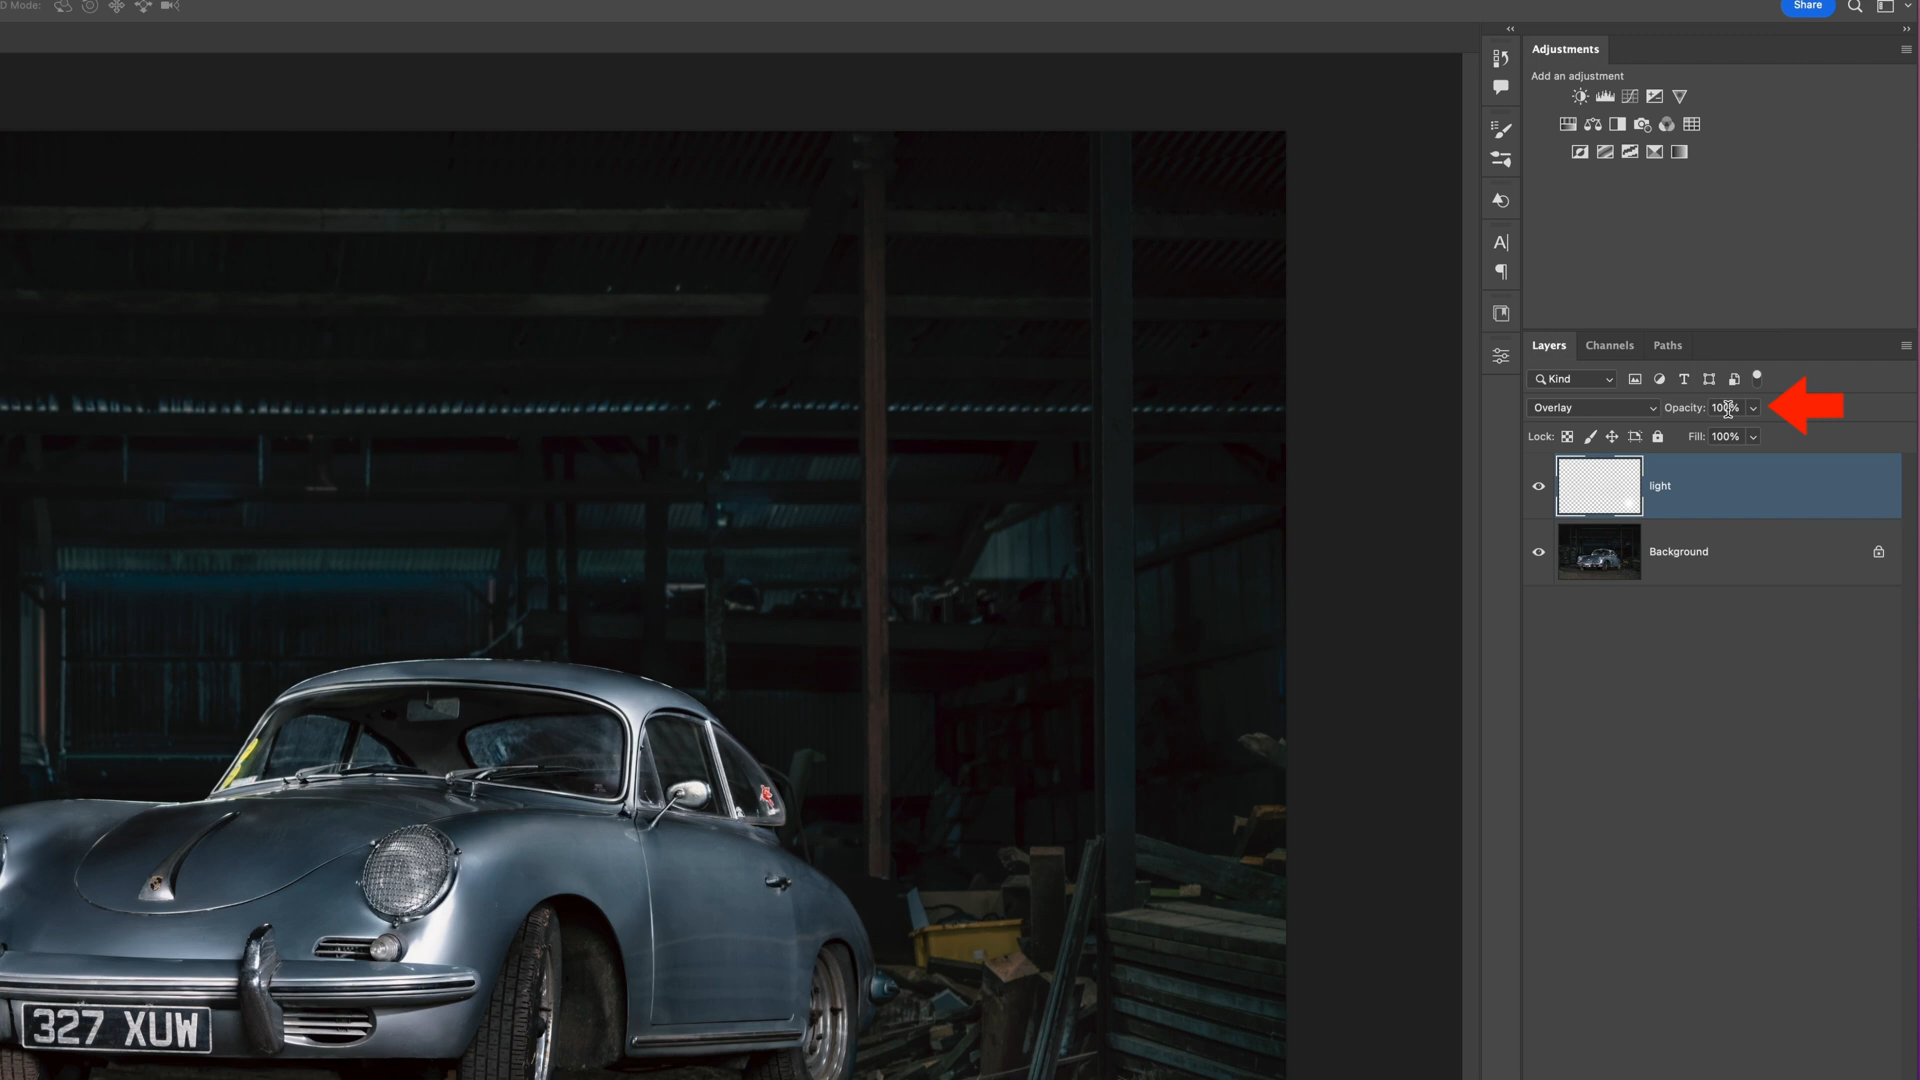 D Mode:
Share
Adjustments
Add an adjustment
Layers Channels Paths
Kind
Overlay Opacity: 100%
Lock: Fill: 100%
light
Background
327 XUW